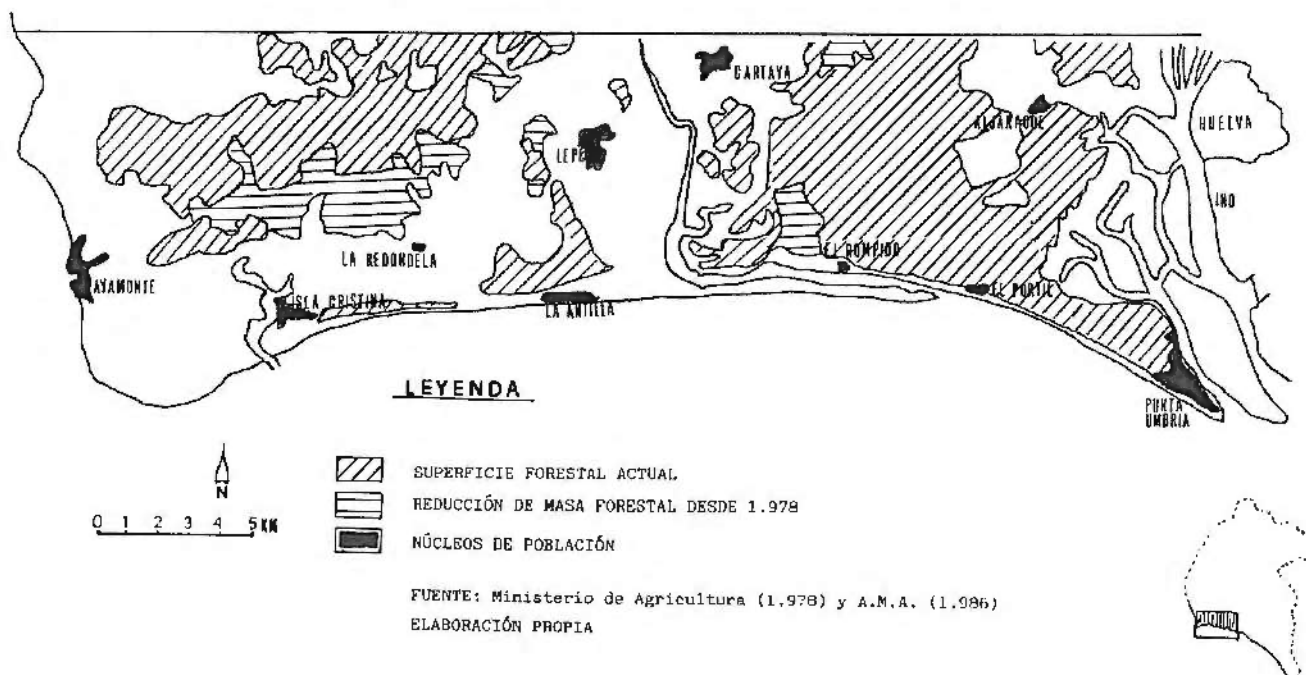 CARTAYA
ALJARAQUE
HUELVA
LEPE
INO
LA REDONDELA
EL ROMPIDO
AYAMONTE
ISLA CRISTINA
EL PORTIL
LA ANTILLA
PUNTA
UMBRIA
LEYENDA
SUPERFICIE FORESTAL ACTUAL
REDUCCIÓN DE MASA FORESTAL DESDE 1.978
NÚCLEOS DE POBLACIÓN
N
0 1 2 3 4 5 KM
FUENTE: Ministerio de Agricultura (1.978) y A.M.A. (1.986)
ELABORACIÓN PROPIA